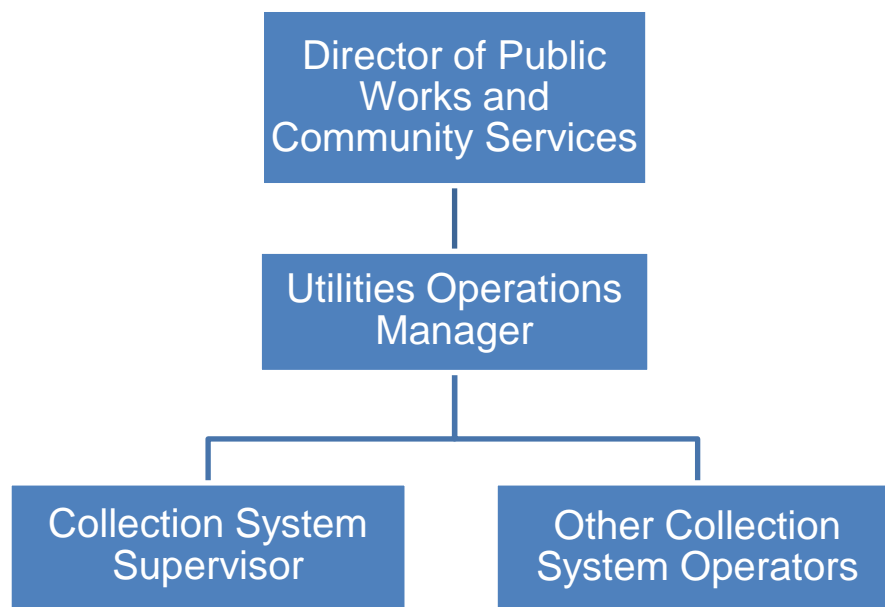 Director of Public
Works and
Community Services
Utilities Operations
Manager
Collection System
Supervisor
Other Collection
System Operators